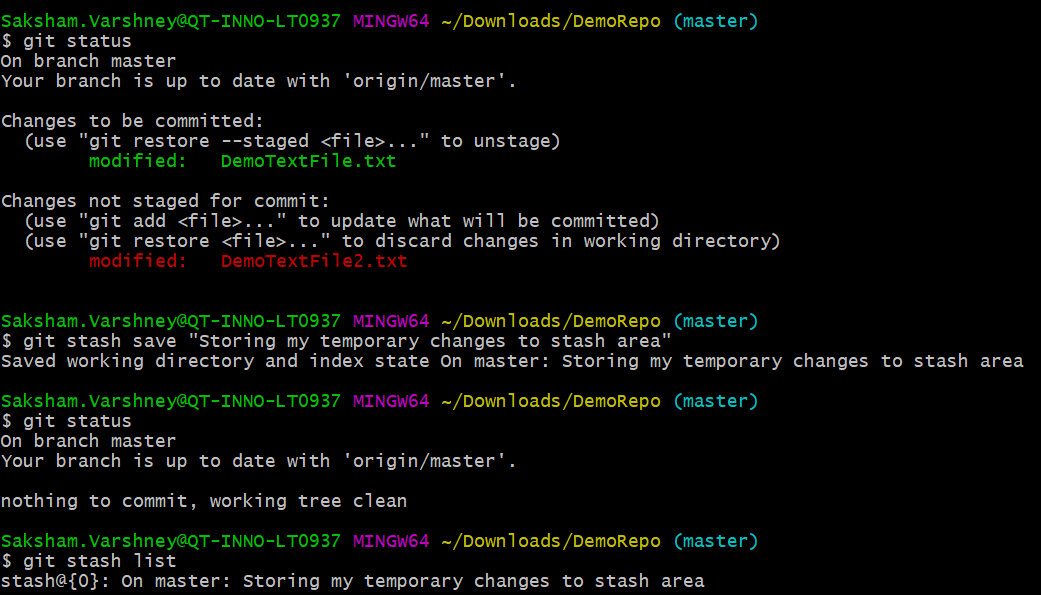 Saksham.Varshney@QT-INNO-LT0937 MINGW64 ~/Downloads/DemoRepo (master)
$ git status
On branch master
Your branch is up to date with 'origin/master'.
Changes to be committed:
  (use "git restore --staged <file>..." to unstage)
        modified:   DemoTextFile.txt
Changes not staged for commit:
  (use "git add <file>..." to update what will be committed)
  (use "git restore <file>..." to discard changes in working directory)
        modified:   DemoTextFile2.txt
Saksham.Varshney@QT-INNO-LT0937 MINGW64 ~/Downloads/DemoRepo (master)
$ git stash save "Storing my temporary changes to stash area"
Saved working directory and index state On master: Storing my temporary changes to stash area
Saksham.Varshney@QT-INNO-LT0937 MINGW64 ~/Downloads/DemoRepo (master)
$ git status
On branch master
Your branch is up to date with 'origin/master'.
nothing to commit, working tree clean
Saksham.Varshney@QT-INNO-LT0937 MINGW64 ~/Downloads/DemoRepo (master)
$ git stash list
stash@{0}: On master: Storing my temporary changes to stash area